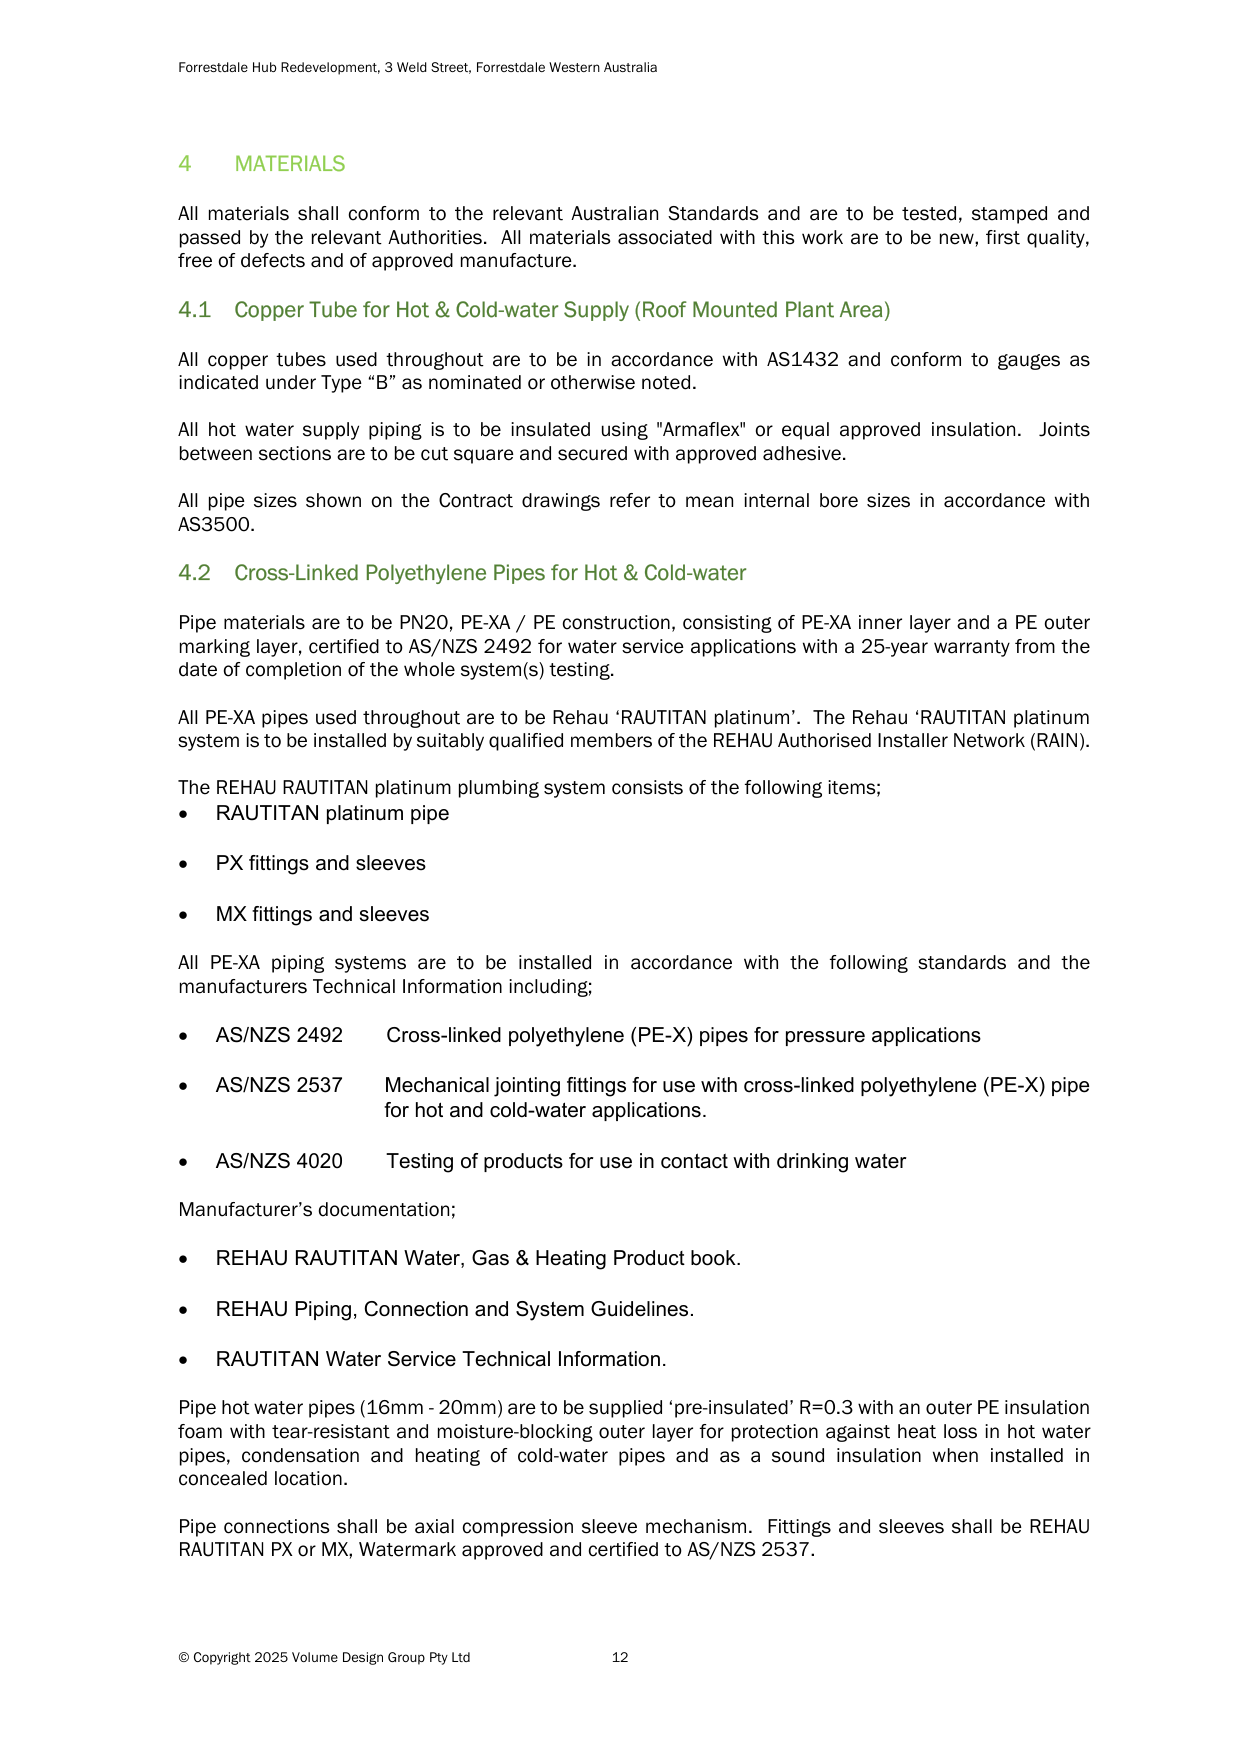 Forrestdale Hub Redevelopment, 3 Weld Street, Forrestdale Western Australia
4 MATERIALS
All materials shall conform to the relevant Australian Standards and are to be tested, stamped and
passed by the relevant Authorities. All materials associated with this work are to be new, first quality,
free of defects and of approved manufacture.
4.1 Copper Tube for Hot & Cold-water Supply (Roof Mounted Plant Area)
All copper tubes used throughout are to be in accordance with AS1432 and conform to gauges as
indicated under Type “B” as nominated or otherwise noted.
All hot water supply piping is to be insulated using "Armaflex" or equal approved insulation. Joints
between sections are to be cut square and secured with approved adhesive.
All pipe sizes shown on the Contract drawings refer to mean internal bore sizes in accordance with
AS3500.
4.2 Cross-Linked Polyethylene Pipes for Hot & Cold-water
Pipe materials are to be PN20, PE-XA / PE construction, consisting of PE-XA inner layer and a PE outer
marking layer, certified to AS/NZS 2492 for water service applications with a 25-year warranty from the
date of completion of the whole system(s) testing.
All PE-XA pipes used throughout are to be Rehau ‘RAUTITAN platinum’. The Rehau ‘RAUTITAN platinum
system is to be installed by suitably qualified members of the REHAU Authorised Installer Network (RAIN).
The REHAU RAUTITAN platinum plumbing system consists of the following items;
• RAUTITAN platinum pipe
• PX fittings and sleeves
• MX fittings and sleeves
All PE-XA piping systems are to be installed in accordance with the following standards and the
manufacturers Technical Information including;
• AS/NZS 2492 Cross-linked polyethylene (PE-X) pipes for pressure applications
• AS/NZS 2537 Mechanical jointing fittings for use with cross-linked polyethylene (PE-X) pipe
for hot and cold-water applications.
• AS/NZS 4020 Testing of products for use in contact with drinking water
Manufacturer’s documentation;
• REHAU RAUTITAN Water, Gas & Heating Product book.
• REHAU Piping, Connection and System Guidelines.
• RAUTITAN Water Service Technical Information.
Pipe hot water pipes (16mm - 20mm) are to be supplied ‘pre-insulated’ R=0.3 with an outer PE insulation
foam with tear-resistant and moisture-blocking outer layer for protection against heat loss in hot water
pipes, condensation and heating of cold-water pipes and as a sound insulation when installed in
concealed location.
Pipe connections shall be axial compression sleeve mechanism. Fittings and sleeves shall be REHAU
RAUTITAN PX or MX, Watermark approved and certified to AS/NZS 2537.
© Copyright 2025 Volume Design Group Pty Ltd 12